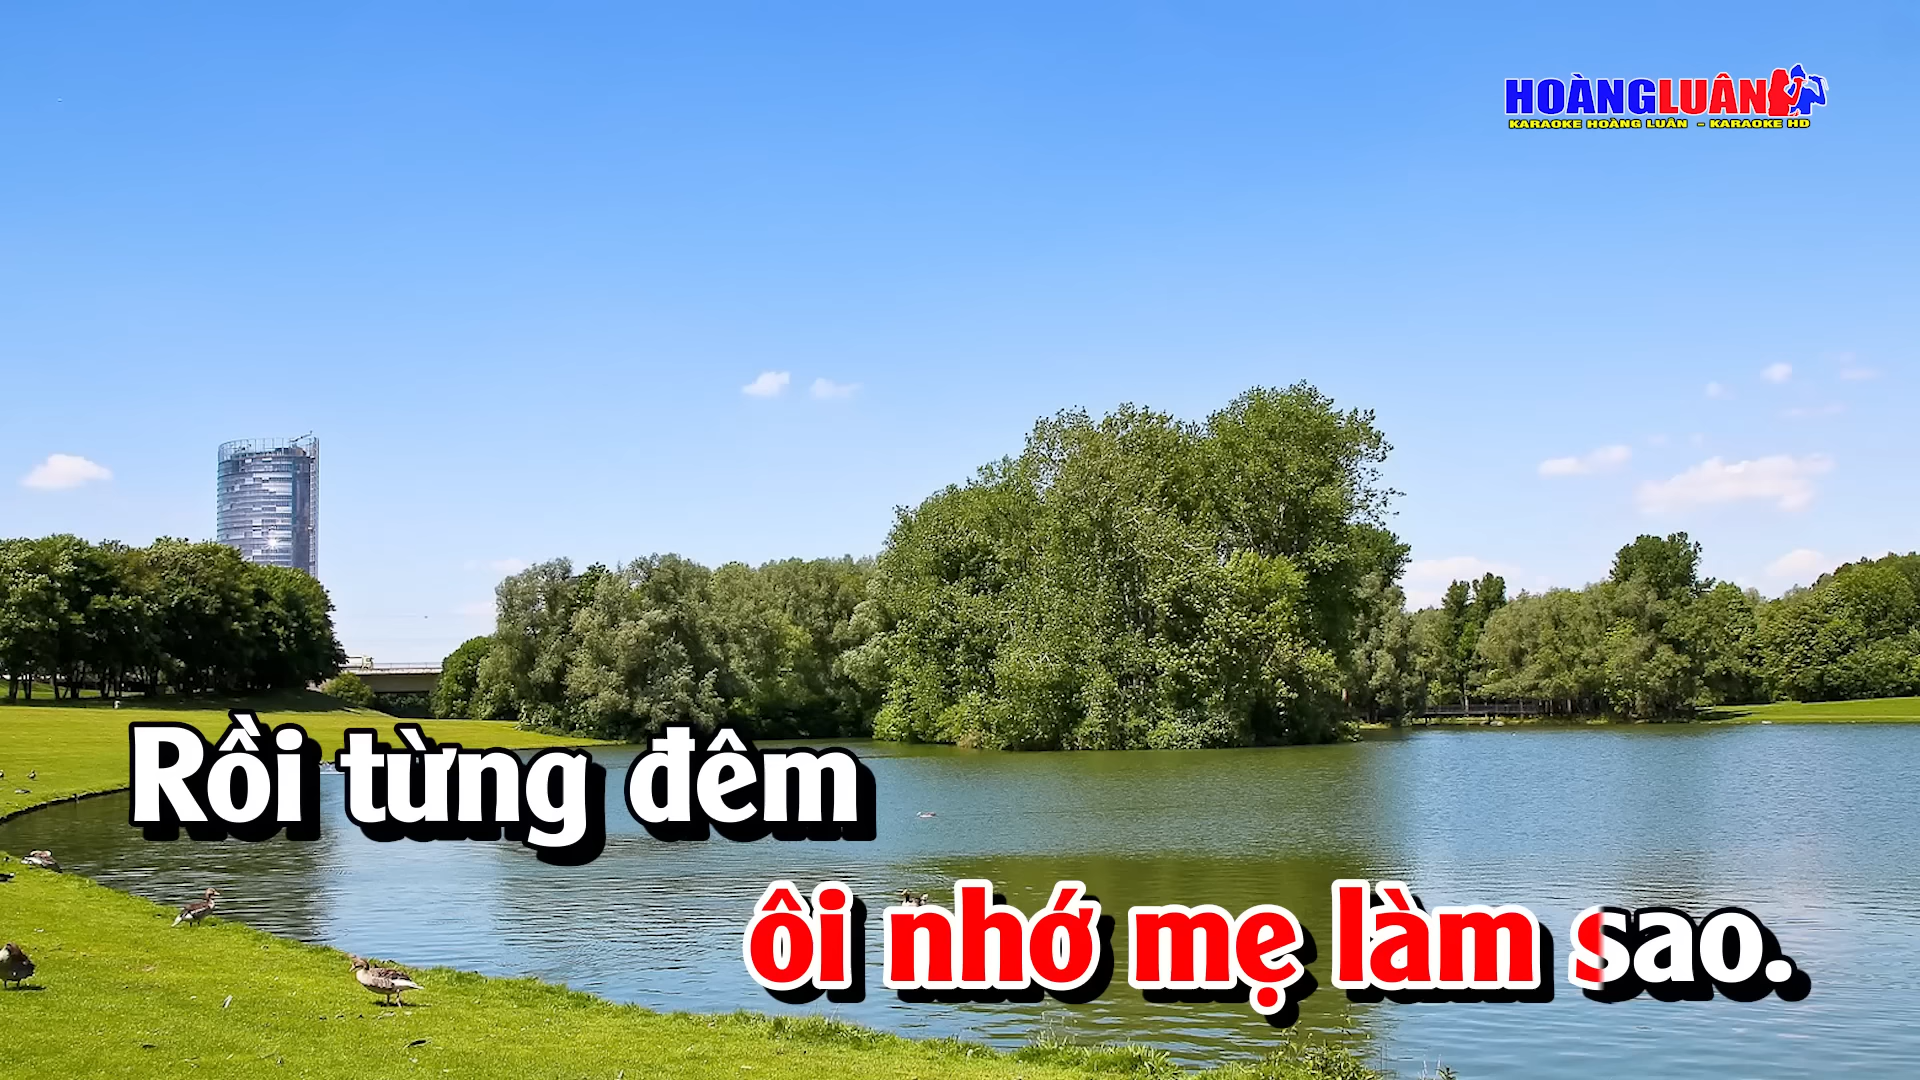 HOÀNGLUÂN
KARAOKE HOÀNG LUÂN - KARAOKE HD
Rồi từng đêm
ôi nhớ mẹ làm sao.